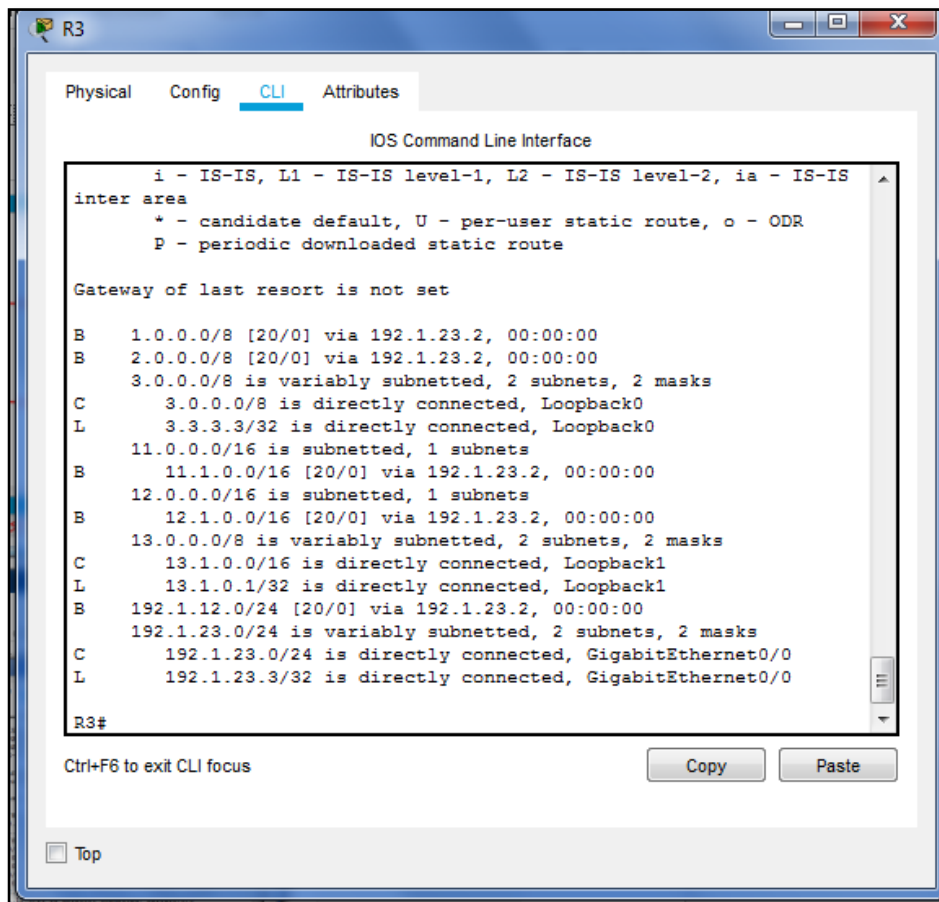 R3
Physical Config CLI Attributes
IOS Command Line Interface
i - IS-IS, L1 - IS-IS level-1, L2 - IS-IS level-2, ia - IS-IS
inter area
* - candidate default, U - per-user static route, o - ODR
P - periodic downloaded static route
Gateway of last resort is not set
B 1.0.0.0/8 [20/0] via 192.1.23.2, 00:00:00
B 2.0.0.0/8 [20/0] via 192.1.23.2, 00:00:00
3.0.0.0/8 is variably subnetted, 2 subnets, 2 masks
C 3.0.0.0/8 is directly connected, Loopback0
L 3.3.3.3/32 is directly connected, Loopback0
11.0.0.0/16 is subnetted, 1 subnets
B 11.1.0.0/16 [20/0] via 192.1.23.2, 00:00:00
12.0.0.0/16 is subnetted, 1 subnets
B 12.1.0.0/16 [20/0] via 192.1.23.2, 00:00:00
13.0.0.0/8 is variably subnetted, 2 subnets, 2 masks
C 13.1.0.0/16 is directly connected, Loopback1
L 13.1.0.1/32 is directly connected, Loopback1
B 192.1.12.0/24 [20/0] via 192.1.23.2, 00:00:00
192.1.23.0/24 is variably subnetted, 2 subnets, 2 masks
C 192.1.23.0/24 is directly connected, GigabitEthernet0/0
L 192.1.23.3/32 is directly connected, GigabitEthernet0/0
R3#
Ctrl+F6 to exit CLI focus
Copy Paste
Top